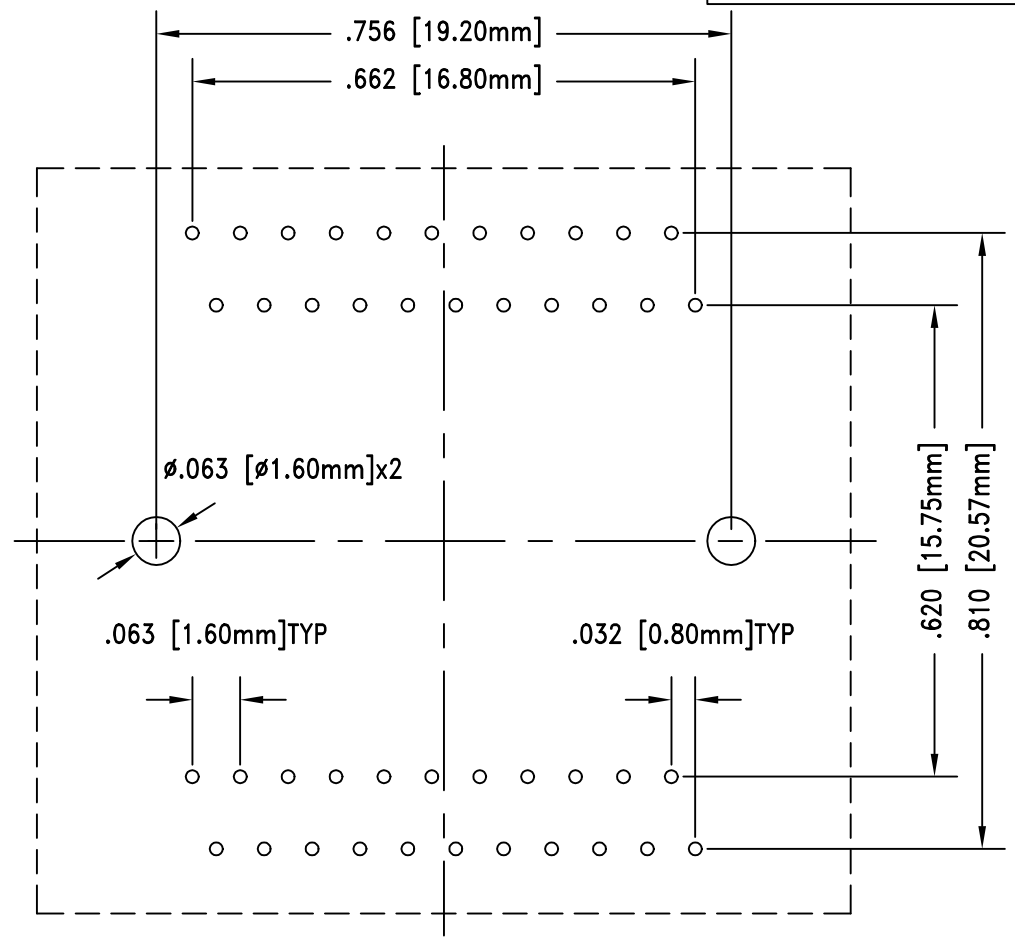 .756 [19.20mm]
.662 [16.80mm]
ø.063 [ø1.60mm]x2
.063 [1.60mm]TYP
.032 [0.80mm]TYP
.620 [15.75mm]
.810 [20.57mm]